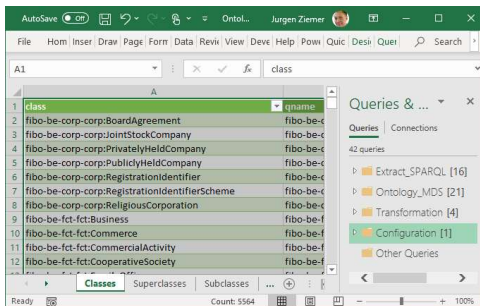 AutoSave Off Ontol... Jurgen Ziemer
File Hom Inser Draw Page Form Data Revie View Deve Help Powe Quic Desi Quer Search
A1 fx class
A
1 class qname
2 fibo-be-corp-corp:BoardAgreement fibo-be-c
3 fibo-be-corp-corp:JointStockCompany fibo-be-c
4 fibo-be-corp-corp:PrivatelyHeldCompany fibo-be-c
5 fibo-be-corp-corp:PubliclyHeldCompany fibo-be-c
6 fibo-be-corp-corp:RegistrationIdentifier fibo-be-c
7 fibo-be-corp-corp:RegistrationIdentifierScheme fibo-be-c
8 fibo-be-corp-corp:ReligiousCorporation fibo-be-c
9 fibo-be-fct-fct:Business fibo-be-f
10 fibo-be-fct-fct:Commerce fibo-be-f
11 fibo-be-fct-fct:CommercialActivity fibo-be-f
12 fibo-be-fct-fct:CooperativeSociety fibo-be-f
Queries & ...
Queries Connections
42 queries
Extract_SPARQL [16]
Ontology_MDS [21]
Transformation [4]
Configuration [1]
Other Queries
Classes Superclasses Subclasses ...
Ready Count: 5564 100%